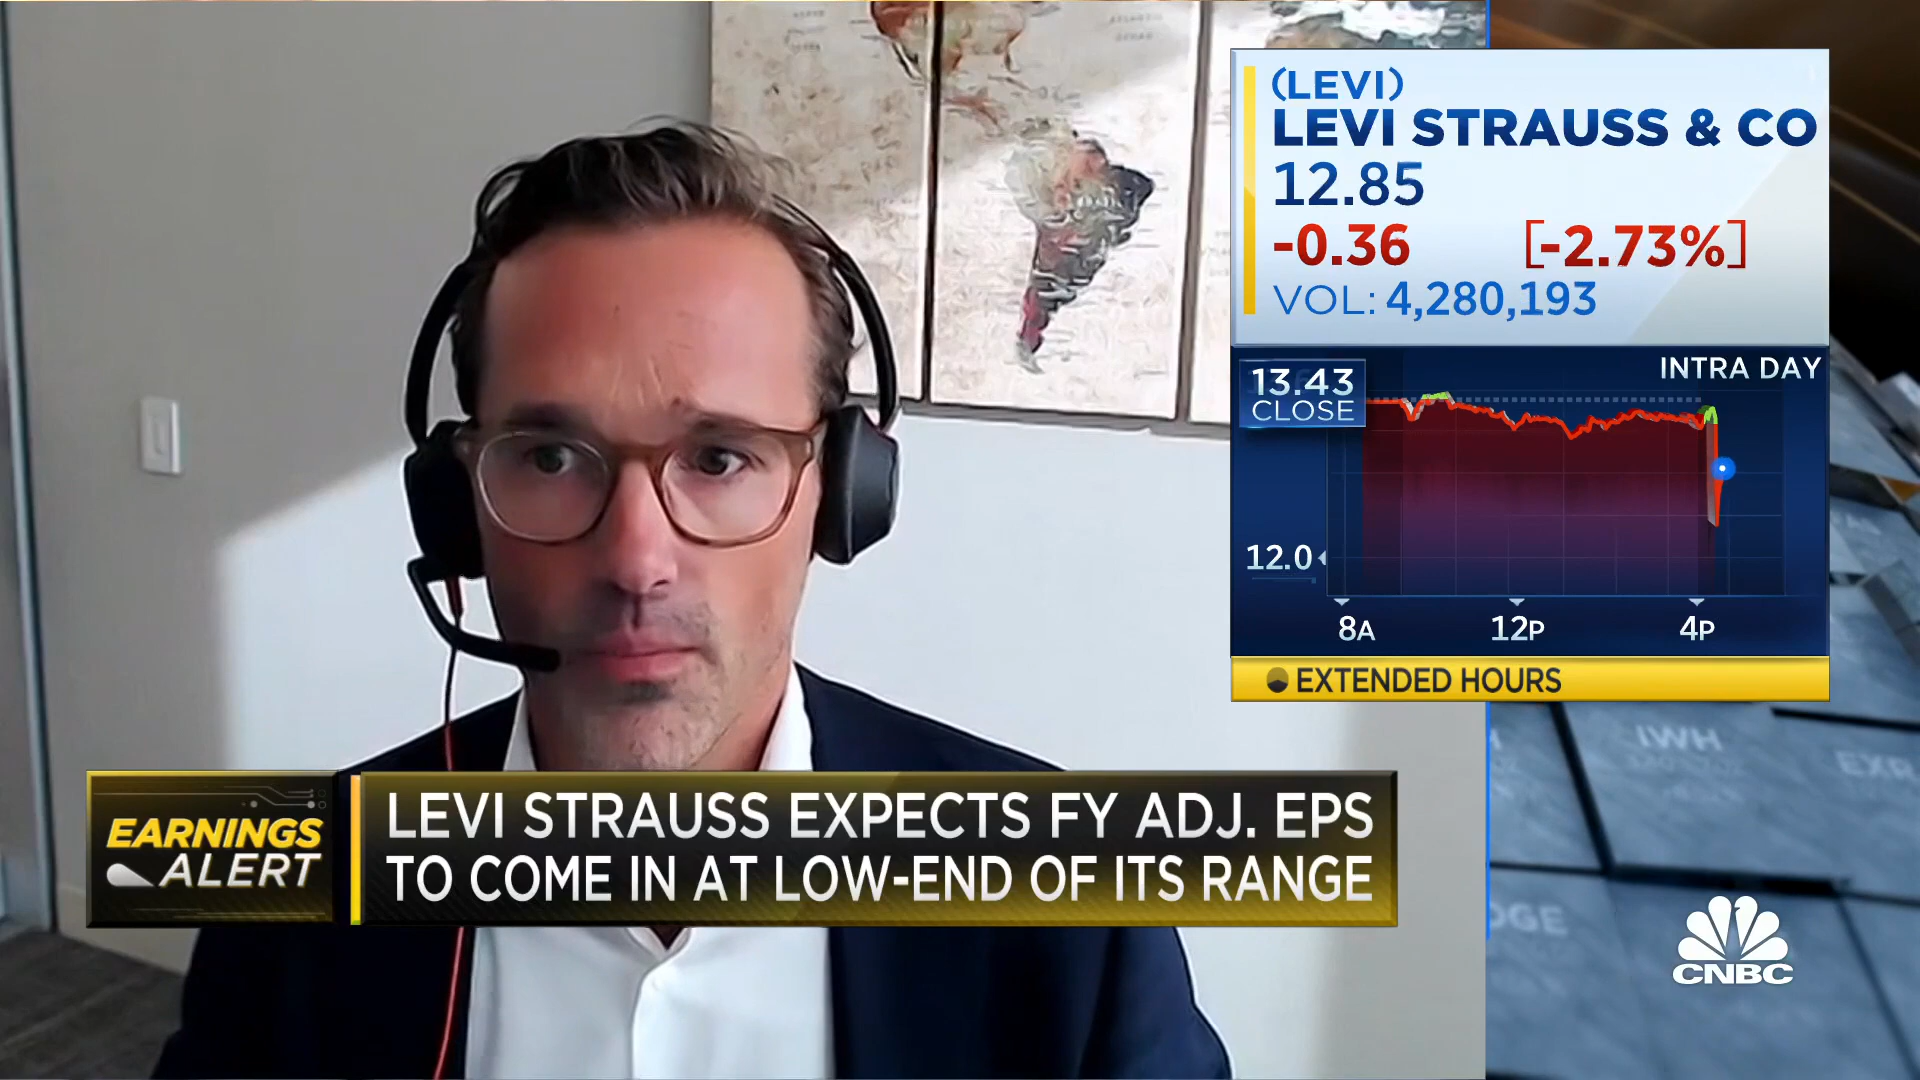 (LEVI)
LEVI STRAUSS & CO
12.85
-0.36 [-2.73%]
VOL: 4,280,193
INTRA DAY
13.43
CLOSE
12.0
8A 12P 4P
EXTENDED HOURS
EARNINGS
ALERT
LEVI STRAUSS EXPECTS FY ADJ. EPS
TO COME IN AT LOW-END OF ITS RANGE
IWH
EXR
CNBC